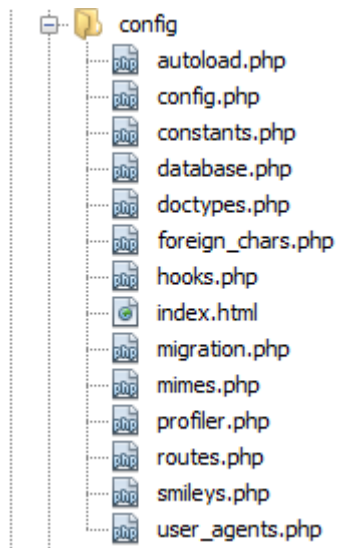 config
autoload.php
config.php
constants.php
database.php
doctypes.php
foreign_chars.php
hooks.php
index.html
migration.php
mimes.php
profiler.php
routes.php
smileys.php
user_agents.php